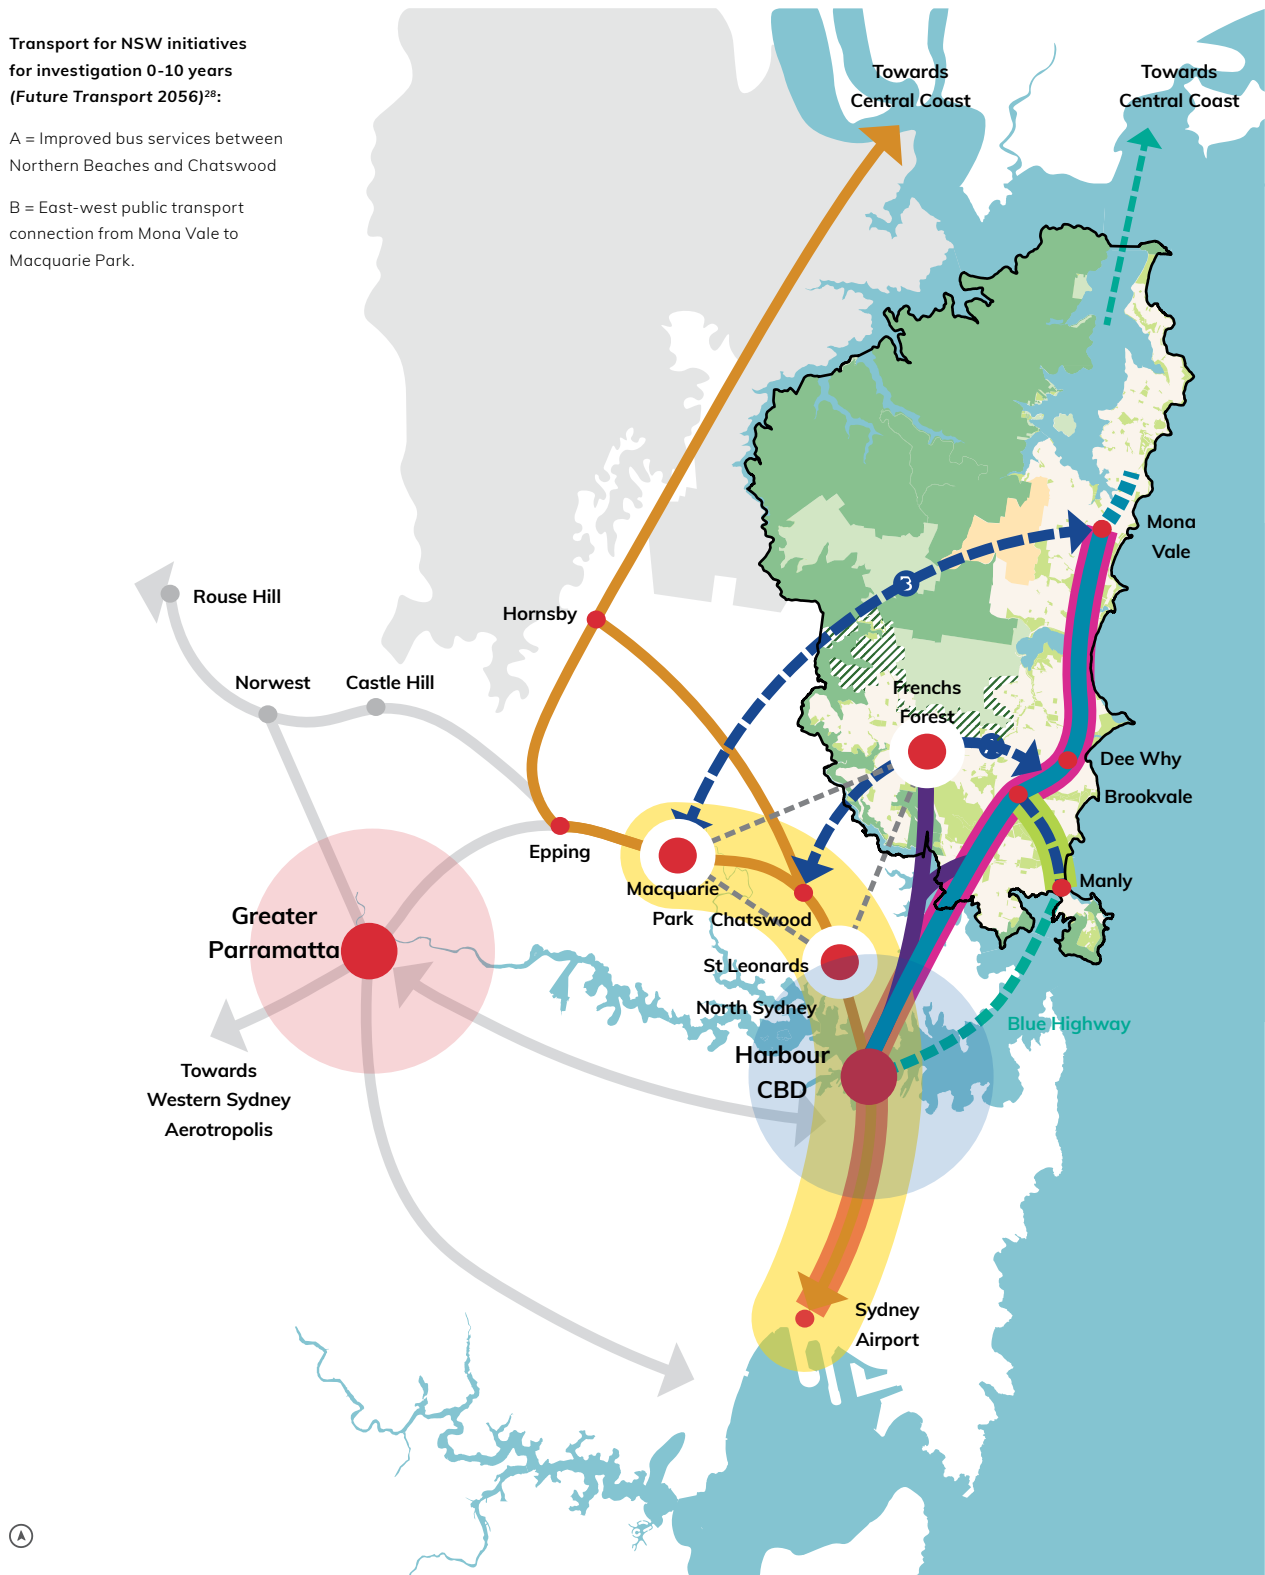 Transport for NSW initiatives
for investigation 0-10 years
(Future Transport 2056)²⁸:
A = Improved bus services between
Northern Beaches and Chatswood
B = East-west public transport
connection from Mona Vale to
Macquarie Park.
Towards
Central Coast
Towards
Central Coast
Mona
Vale
B
Rouse Hill
Hornsby
Norwest
Castle Hill
Frenchs
Forest
Dee Why
Brookvale
Epping
Manly
Macquarie
Park
Chatswood
Greater
Parramatta
St Leonards
North Sydney
Blue Highway
Harbour
CBD
Towards
Western Sydney
Aerotropolis
Sydney
Airport